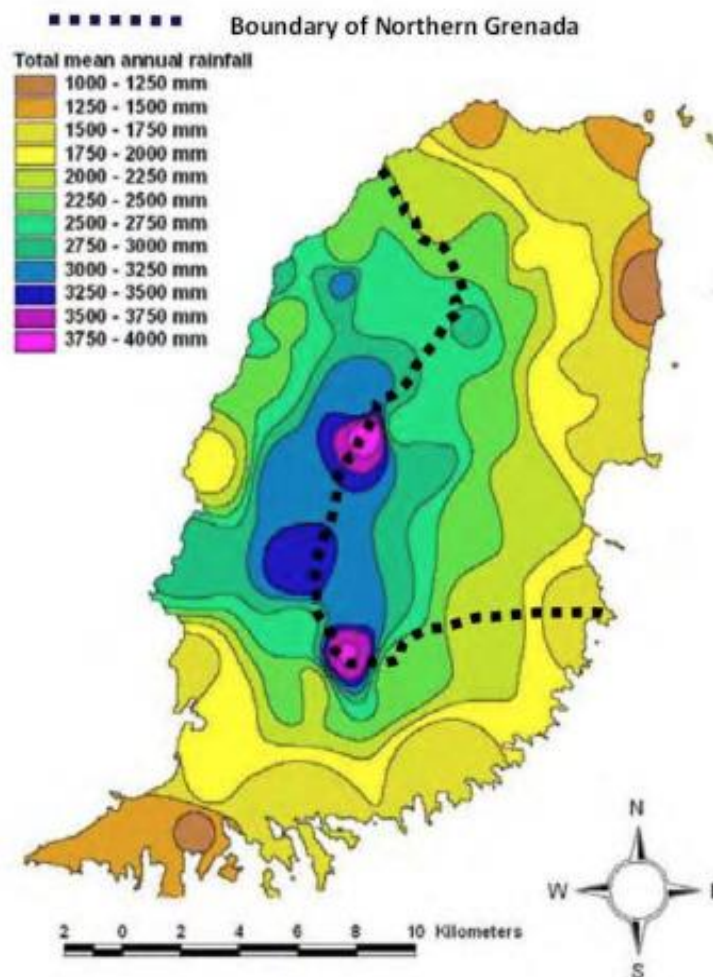 Boundary of Northern Grenada
Total mean annual rainfall
1000 - 1250 mm
1250 - 1500 mm
1500 - 1750 mm
1750 - 2000 mm
2000 - 2250 mm
2250 - 2500 mm
2500 - 2750 mm
2750 - 3000 mm
3000 - 3250 mm
3250 - 3500 mm
3500 - 3750 mm
3750 - 4000 mm
N
W
S
2 0 2 4 6 8 10 Kilometers